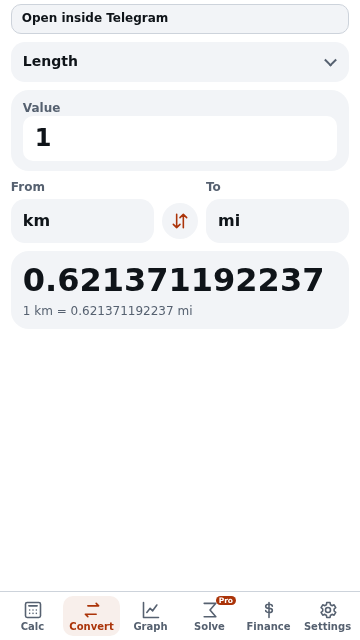 Open inside Telegram
Length
Value
1
From
To
km
mi
0.621371192237
1 km = 0.621371192237 mi
Pro
Calc
Convert
Graph
Solve
Finance
Settings